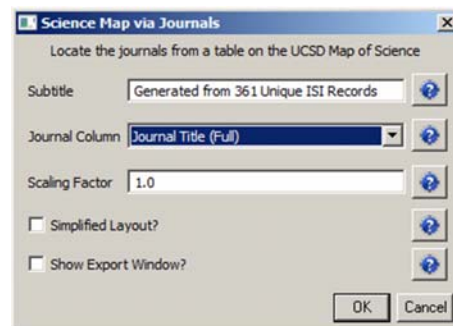 Science Map via Journals
Locate the journals from a table on the UCSD Map of Science
Subtitle Generated from 361 Unique ISI Records
Journal Column Journal Title (Full)
Scaling Factor 1.0
Simplified Layout?
Show Export Window?
OK Cancel